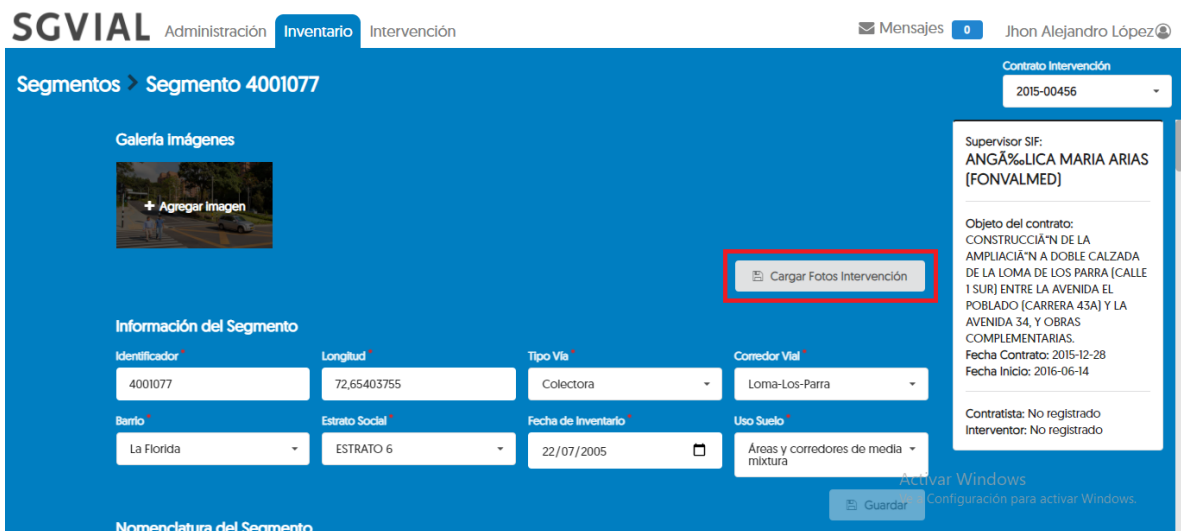 SGVIAL Administración Inventario Intervención Mensajes 0 Jhon Alejandro López
Segmentos > Segmento 4001077
Contrato Intervención
2015-00456
Galería imágenes
+ Agregar imagen
Cargar Fotos Intervención
Supervisor SIF:
ANGÃ‰LICA MARIA ARIAS
(FONVALMED)
Objeto del contrato:
CONSTRUCCIÃ“N DE LA
AMPLIACIÃ“N A DOBLE CALZADA
DE LA LOMA DE LOS PARRA (CALLE
1 SUR) ENTRE LA AVENIDA EL
POBLADO (CARRERA 43A) Y LA
AVENIDA 34, Y OBRAS
COMPLEMENTARIAS.
Fecha Contrato: 2015-12-28
Fecha Inicio: 2016-06-14
Contratista: No registrado
Interventor: No registrado
Información del Segmento
Identificador * Longitud * Tipo Vía * Corredor Vial *
4001077 72,65403755 Colectora Loma-Los-Parra
Barrio * Estrato Social * Fecha de Inventario * Uso Suelo *
La Florida ESTRATO 6 22/07/2005 Áreas y corredores de media
mixtura
Guardar
Activar Windows
Configuración para activar Windows.
Nomenclatura del Segmento